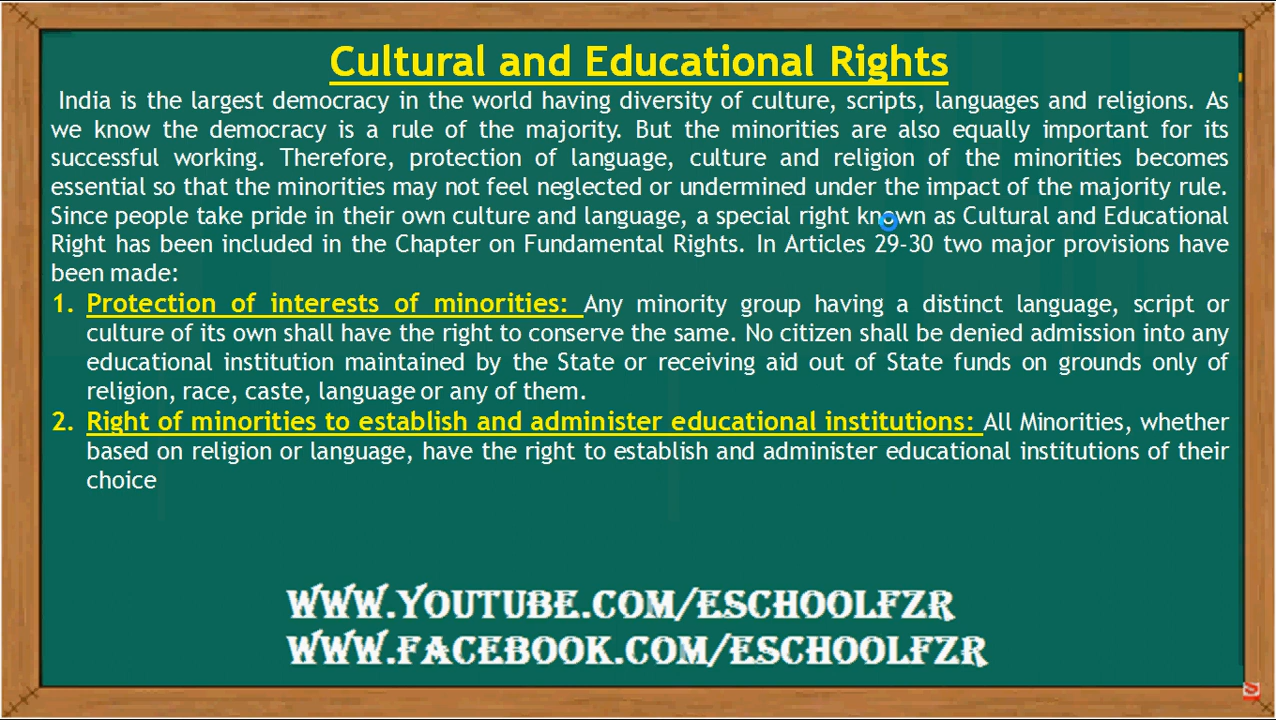 Cultural and Educational Rights
India is the largest democracy in the world having diversity of culture, scripts, languages and religions. As
we know the democracy is a rule of the majority. But the minorities are also equally important for its
successful working. Therefore, protection of language, culture and religion of the minorities becomes
essential so that the minorities may not feel neglected or undermined under the impact of the majority rule.
Since people take pride in their own culture and language, a special right known as Cultural and Educational
Right has been included in the Chapter on Fundamental Rights. In Articles 29-30 two major provisions have
been made:
1. Protection of interests of minorities: Any minority group having a distinct language, script or
culture of its own shall have the right to conserve the same. No citizen shall be denied admission into any
educational institution maintained by the State or receiving aid out of State funds on grounds only of
religion, race, caste, language or any of them.
2. Right of minorities to establish and administer educational institutions: All Minorities, whether
based on religion or language, have the right to establish and administer educational institutions of their
choice
WWW.YOUTUBE.COM/ESCHOOLFZR
WWW.FACEBOOK.COM/ESCHOOLFZR
S